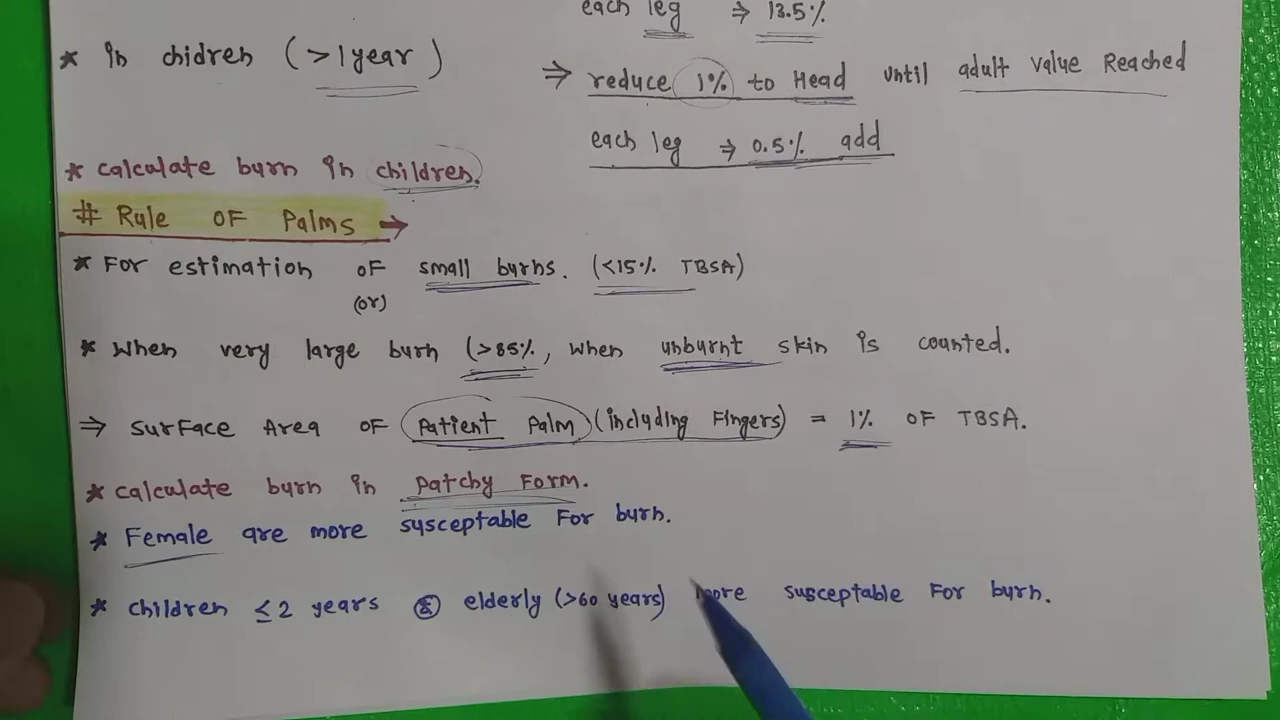 each leg ⇒ 13.5%
* In chidren (>1year)
⇒ reduce 1% to Head until adult value Reached
each leg ⇒ 0.5% add
* calculate burn in children.
# Rule OF Palms →
* For estimation OF small burns. (<15% TBSA)
(or)
* When very large burn (>85%, when unburnt skin is counted.
⇒ Surface Area OF Patient Palm (including Fingers) = 1% OF TBSA.
* calculate burn in Patchy Form.
* Female are more susceptable For burn.
* children ≤2 years & elderly (>60 years) more susceptable For burn.